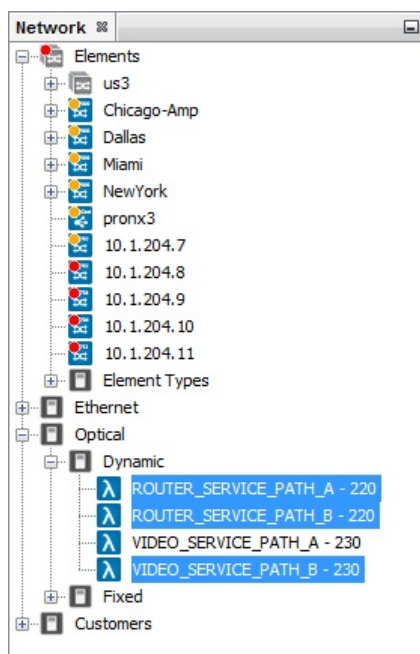 Network
Elements
us3
Chicago-Amp
Dallas
Miami
NewYork
pronx3
10.1.204.7
10.1.204.8
10.1.204.9
10.1.204.10
10.1.204.11
Element Types
Ethernet
Optical
Dynamic
λ ROUTER_SERVICE_PATH_A - 220
λ ROUTER_SERVICE_PATH_B - 220
λ VIDEO_SERVICE_PATH_A - 230
λ VIDEO_SERVICE_PATH_B - 230
Fixed
Customers